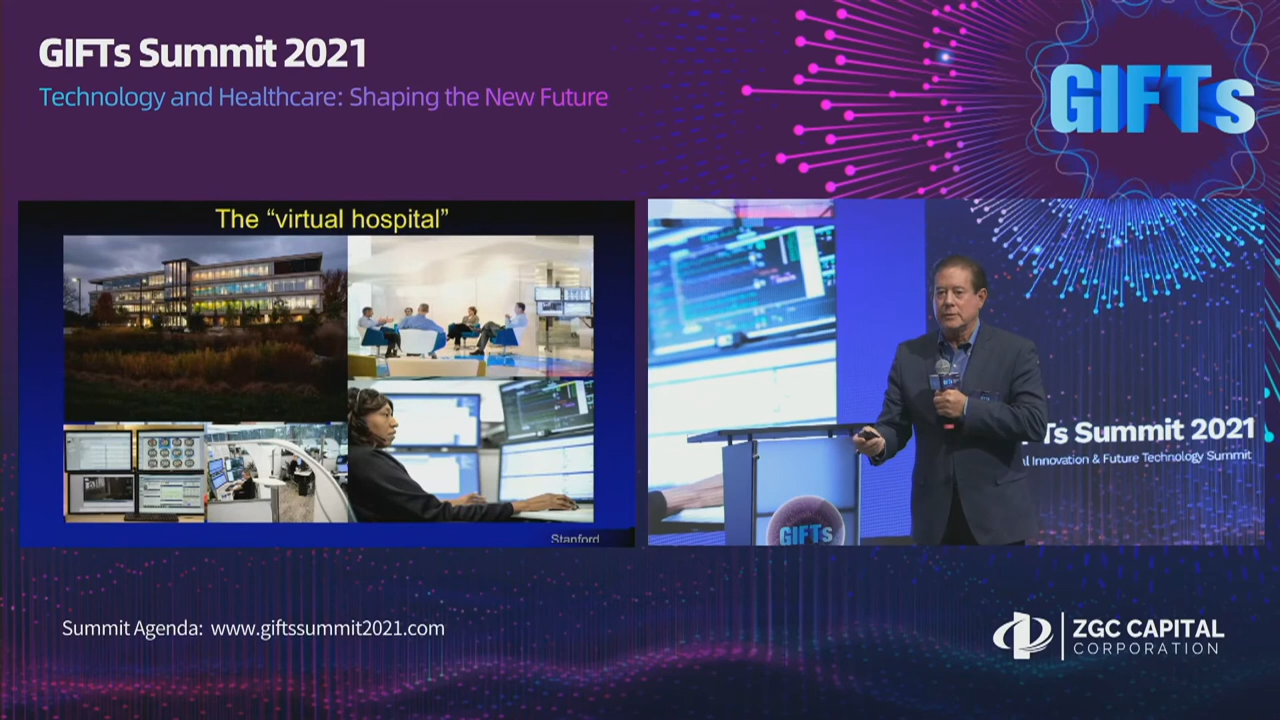 GIFTs Summit 2021
Technology and Healthcare: Shaping the New Future
GIFTs
The “virtual hospital”
Stanford
Ts Summit 2021
l Innovation & Future Technology Summit
GIFTs
Summit Agenda: www.giftssummit2021.com
ZGC CAPITAL
CORPORATION